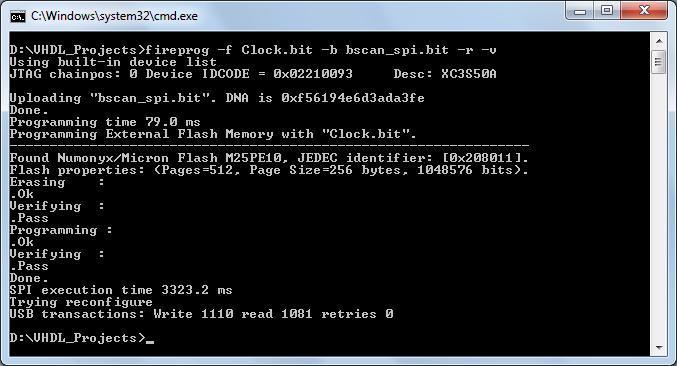 C:\Windows\system32\cmd.exe
D:\VHDL_Projects>fireprog -f Clock.bit -b bscan_spi.bit -r -v
Using built-in device list
JTAG chainpos: 0 Device IDCODE = 0x02210093 Desc: XC3S50A
Uploading "bscan_spi.bit". DNA is 0xf56194e6d3ada3fe
Done.
Programming time 79.0 ms
Programming External Flash Memory with "Clock.bit".
----------------------------------------------------------------
Found Numonyx/Micron Flash M25PE10, JEDEC identifier: [0x208011].
Flash properties: (Pages=512, Page Size=256 bytes, 1048576 bits).
Erasing :
.Ok
Verifying :
.Pass
Programming :
.Ok
Verifying :
.Pass
Done.
SPI execution time 3323.2 ms
Trying reconfigure
USB transactions: Write 1110 read 1081 retries 0
D:\VHDL_Projects>_